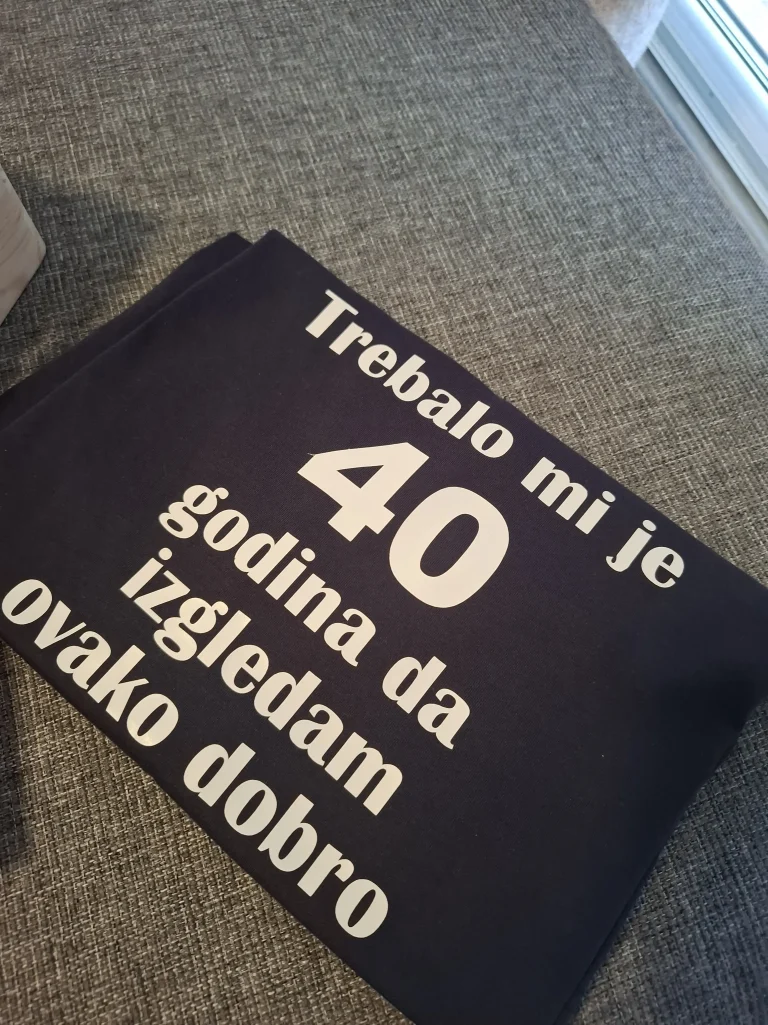 Trebalo mi je
40
godina da
izgledam
ovako dobro